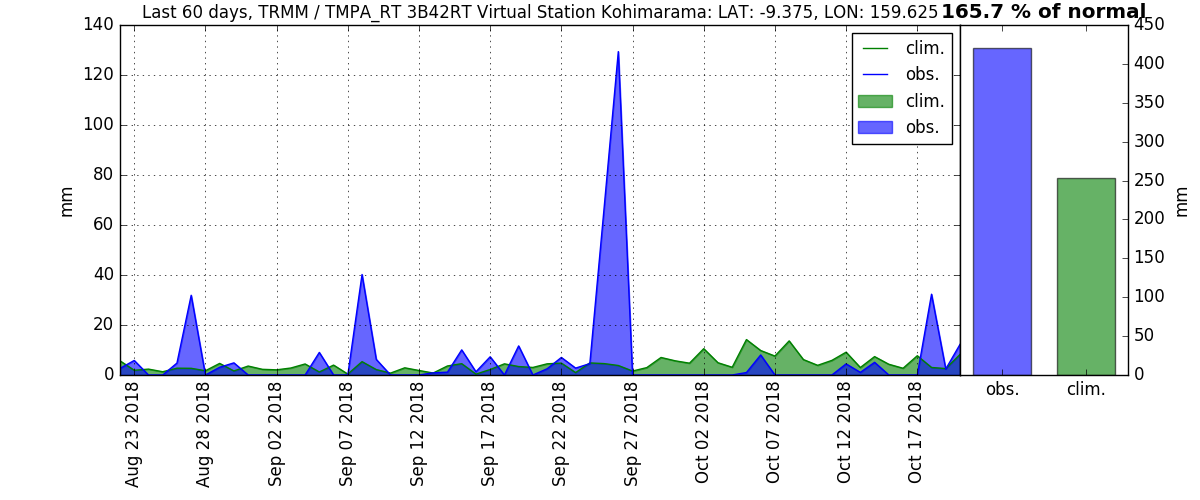 Last 60 days, TRMM / TMPA_RT 3B42RT Virtual Station Kohimarama: LAT: -9.375, LON: 159.625 165.7 % of normal
140
120
100
80
60
40
20
0
mm
clim.
obs.
clim.
obs.
450
400
350
300
250
200
150
100
50
0
mm
obs.
clim.
Aug 23 2018
Aug 28 2018
Sep 02 2018
Sep 07 2018
Sep 12 2018
Sep 17 2018
Sep 22 2018
Sep 27 2018
Oct 02 2018
Oct 07 2018
Oct 12 2018
Oct 17 2018